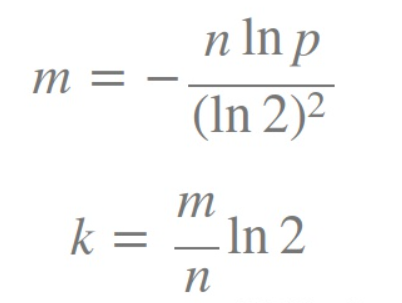 m = − n ln p / (ln 2)²
k = m / n ln 2